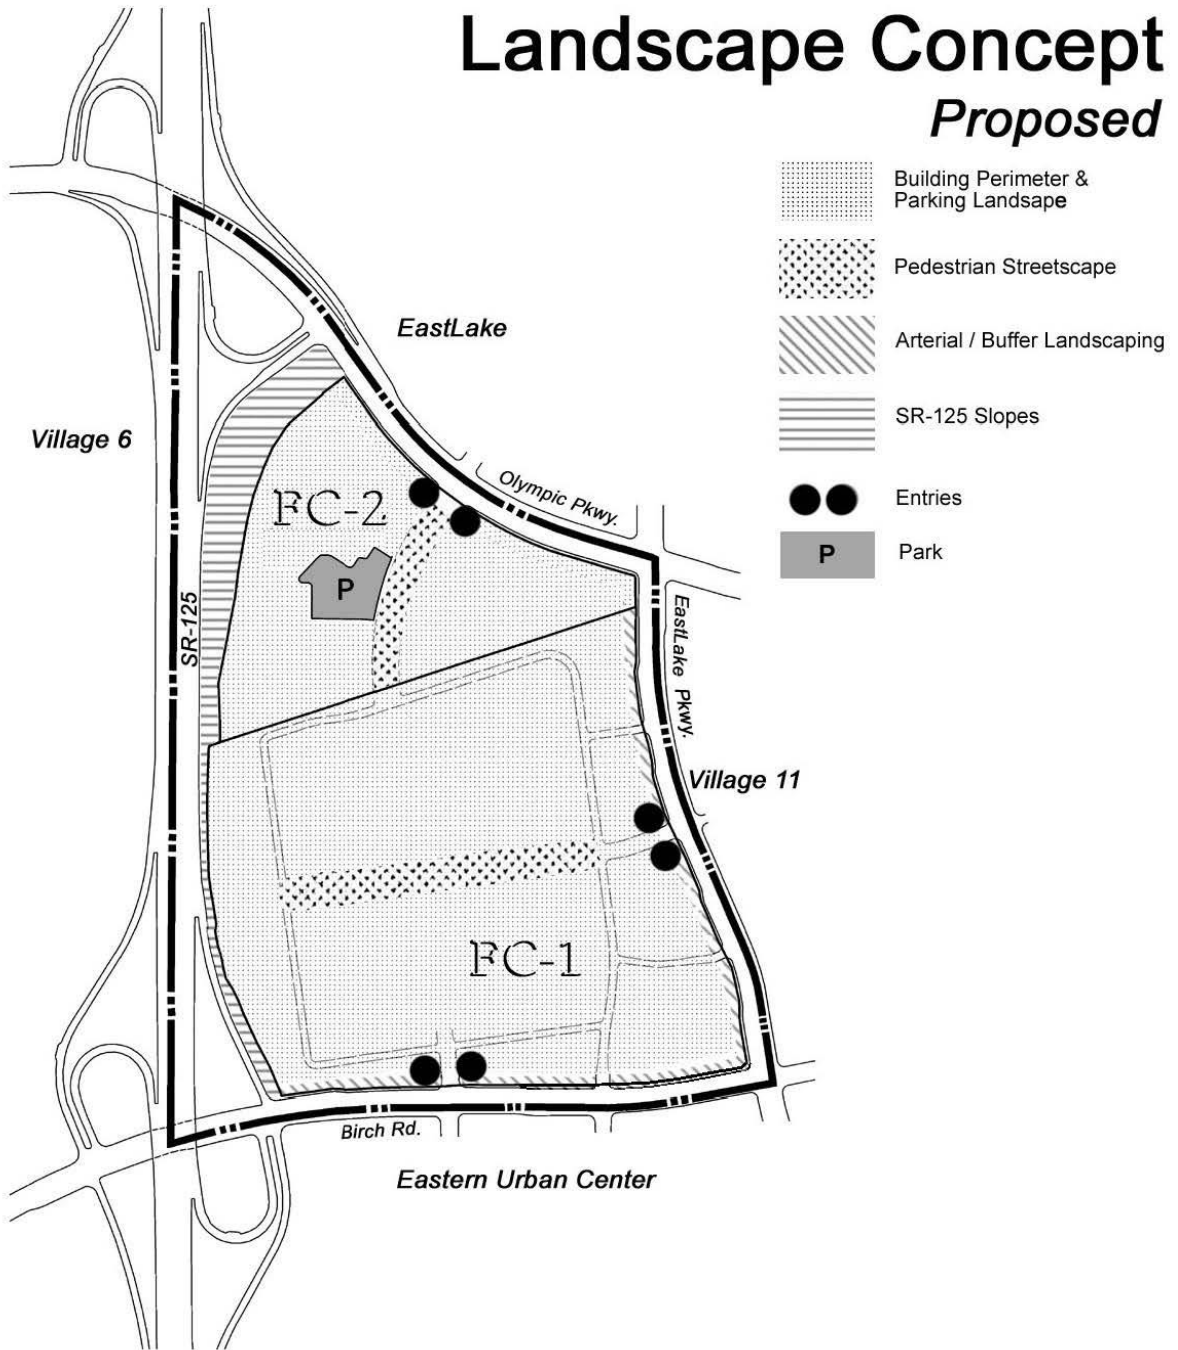 Landscape Concept
Proposed
Building Perimeter &
Parking Landsape
Pedestrian Streetscape
Arterial / Buffer Landscaping
SR-125 Slopes
Entries
P
Park
EastLake
Village 6
Olympic Pkwy.
FC-2
P
SR-125
EastLake Pkwy.
Village 11
FC-1
Birch Rd.
Eastern Urban Center